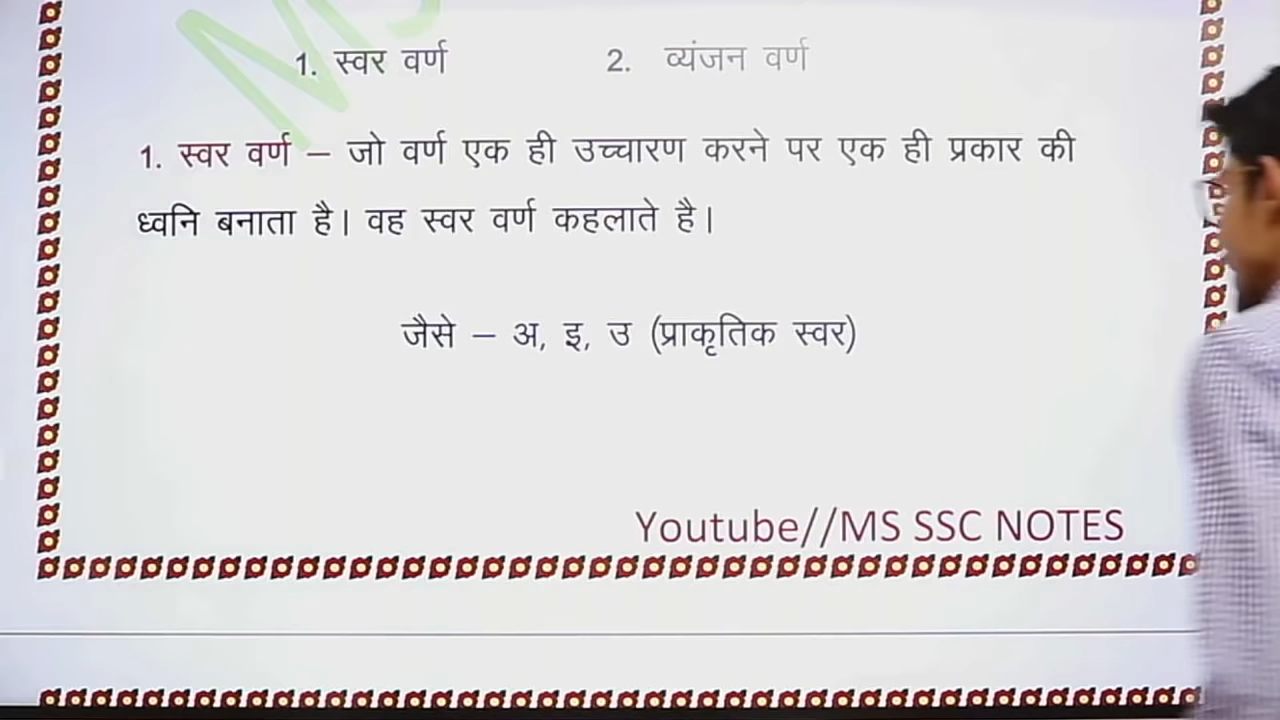 1. स्वर वर्ण 2. व्यंजन वर्ण
1. स्वर वर्ण – जो वर्ण एक ही उच्चारण करने पर एक ही प्रकार की
ध्वनि बनाता है। वह स्वर वर्ण कहलाते है।
जैसे – अ, इ, उ (प्राकृतिक स्वर)
Youtube//MS SSC NOTES